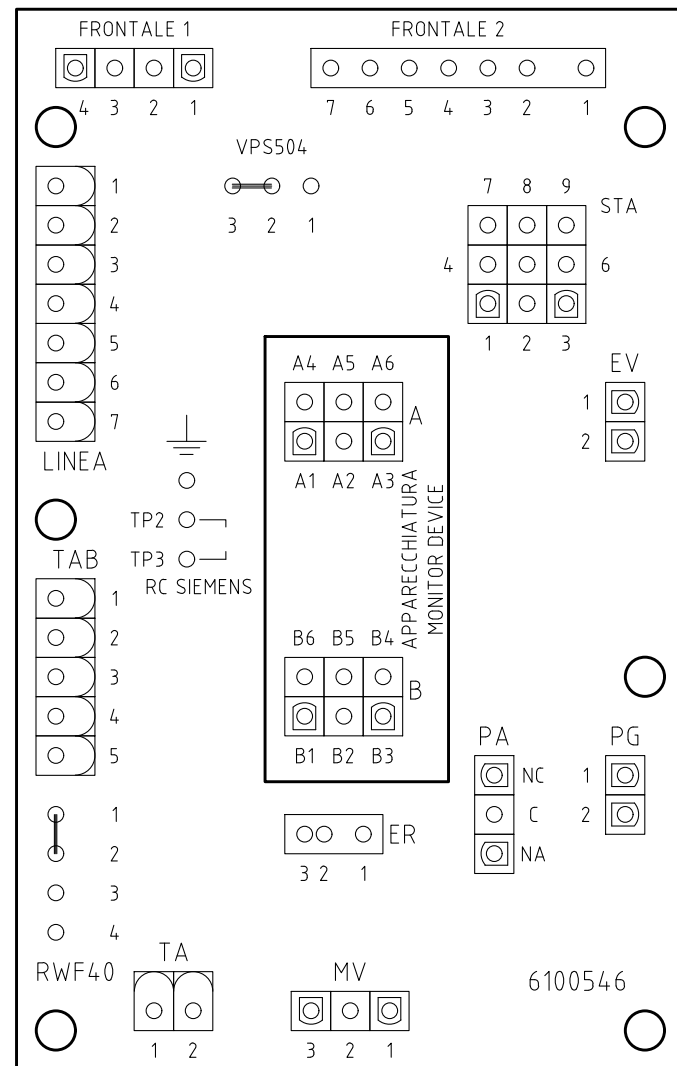 FRONTALE 1
FRONTALE 2
4 3 2 1
7 6 5 4 3 2 1
VPS504
3 2 1
1
2
3
4
5
6
7
LINEA
7 8 9
STA
4 6
1 2 3
EV
1
2
A4 A5 A6
A
A1 A2 A3
APPARECCHIATURA
MONITOR DEVICE
TP2
TP3
RC SIEMENS
TAB
1
2
3
4
5
B6 B5 B4
B
B1 B2 B3
PA
NC
C
NA
PG
1
2
1
2
3
4
RWF40
ER
3 2 1
TA
1 2
MV
3 2 1
6100546